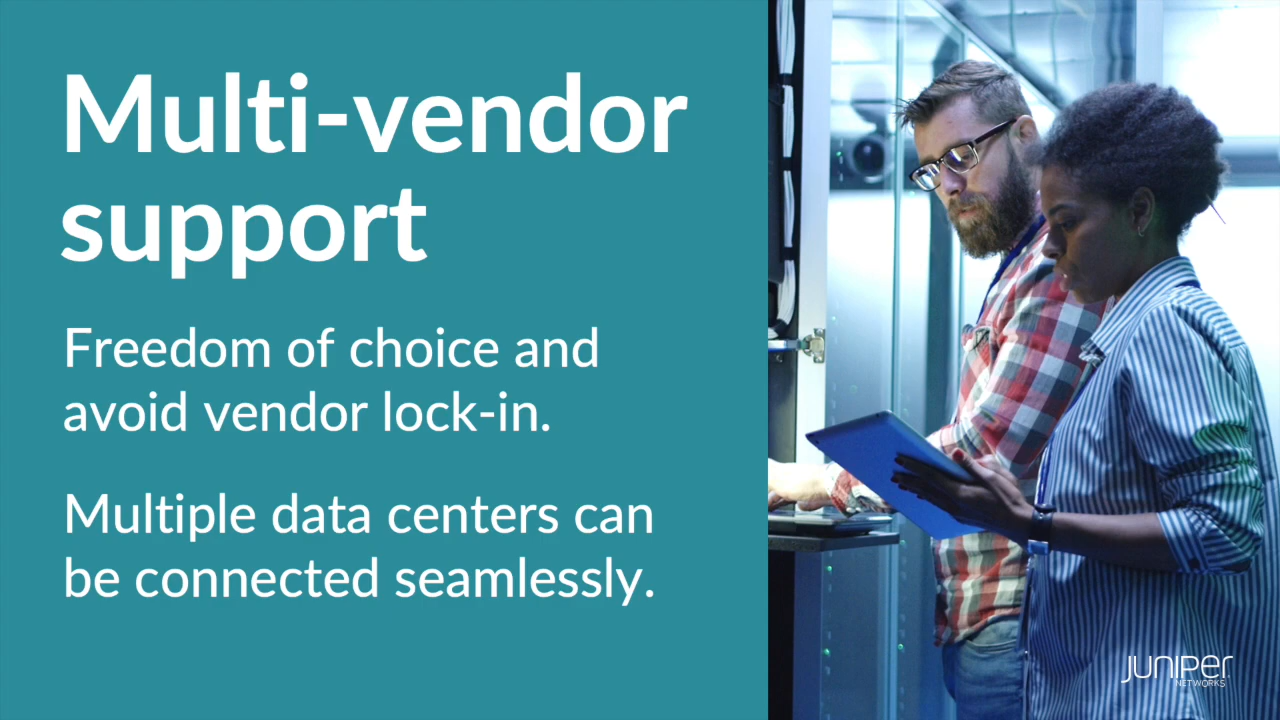 Multi-vendor
support
Freedom of choice and
avoid vendor lock-in.
Multiple data centers can
be connected seamlessly.
JUNIPER
NETWORKS